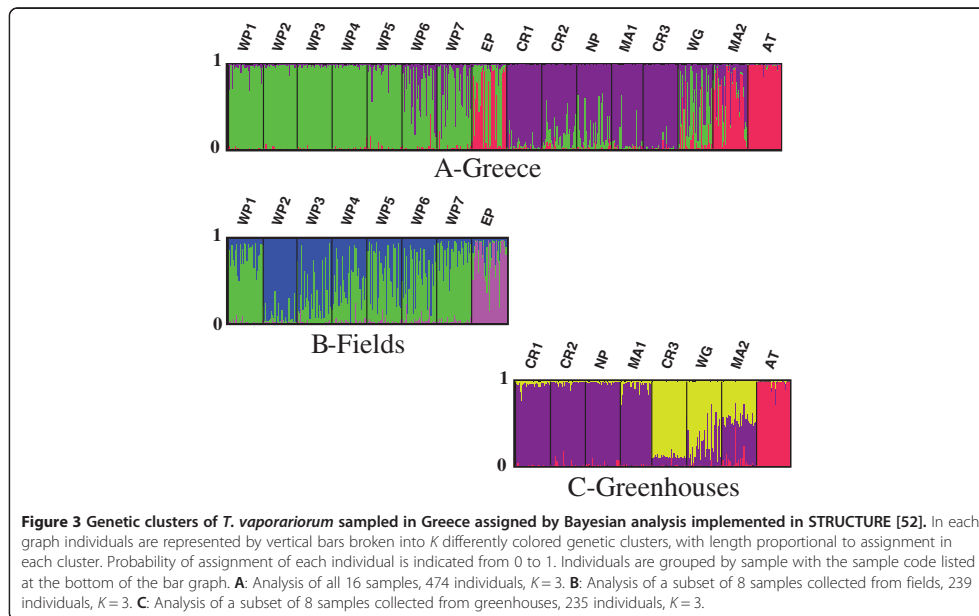 WP1 WP2 WP3 WP4 WP5 WP6 WP7 EP CR1 CR2 NP MA1 CR3 WG MA2 AT
1
0
A-Greece
WP1 WP2 WP3 WP4 WP5 WP6 WP7 EP
1
0
B-Fields
CR1 CR2 NP MA1 CR3 WG MA2 AT
1
0
C-Greenhouses
Figure 3 Genetic clusters of T. vaporariorum sampled in Greece assigned by Bayesian analysis implemented in STRUCTURE [52]. In each
graph individuals are represented by vertical bars broken into K differently colored genetic clusters, with length proportional to assignment in
each cluster. Probability of assignment of each individual is indicated from 0 to 1. Individuals are grouped by sample with the sample code listed
at the bottom of the bar graph. A: Analysis of all 16 samples, 474 individuals, K = 3. B: Analysis of a subset of 8 samples collected from fields, 239
individuals, K = 3. C: Analysis of a subset of 8 samples collected from greenhouses, 235 individuals, K = 3.